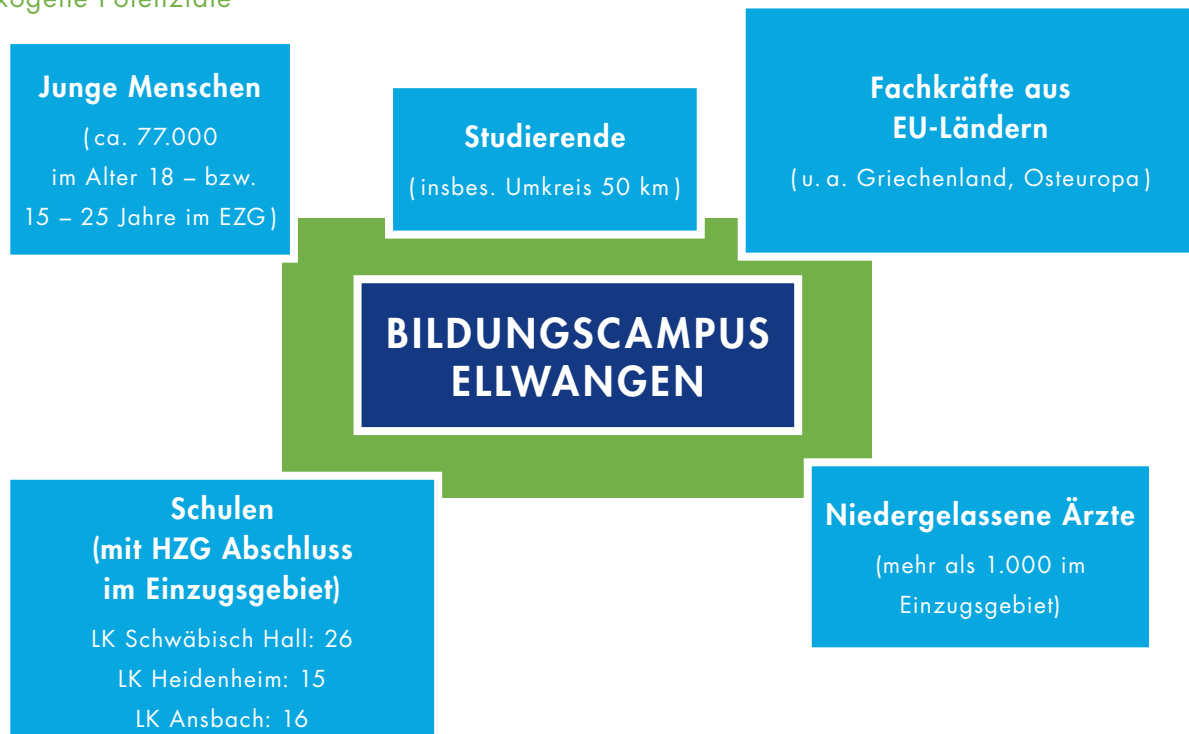 Potenziale
Junge Menschen
(ca. 77.000
im Alter 18 – bzw.
15 – 25 Jahre im EZG)
Studierende
(insbes. Umkreis 50 km)
Fachkräfte aus
EU-Ländern
(u. a. Griechenland, Osteuropa)
BILDUNGSCAMPUS
ELLWANGEN
Schulen
(mit HZG Abschluss
im Einzugsgebiet)
LK Schwäbisch Hall: 26
LK Heidenheim: 15
LK Ansbach: 16
Niedergelassene Ärzte
(mehr als 1.000 im
Einzugsgebiet)